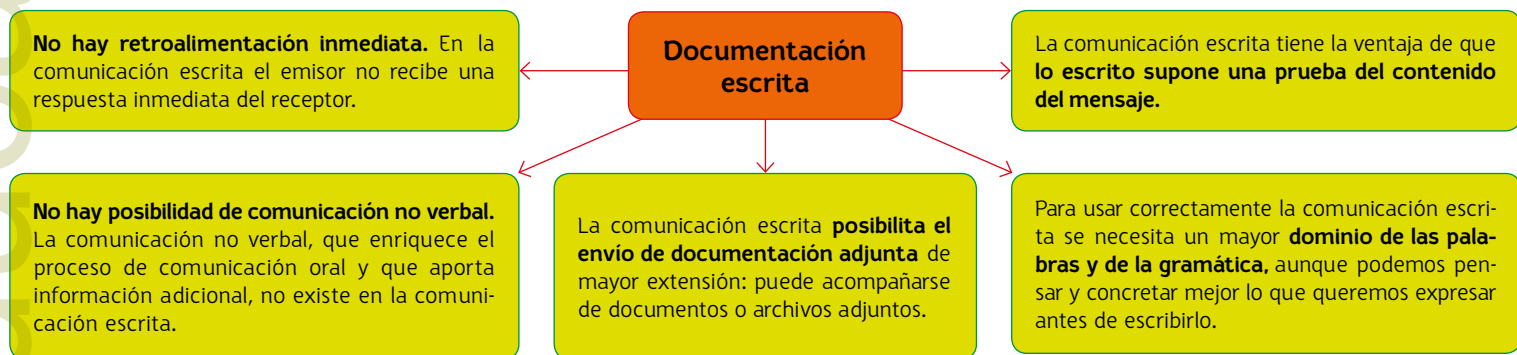 No hay retroalimentación inmediata. En la
comunicación escrita el emisor no recibe una
respuesta inmediata del receptor.
Documentación
escrita
La comunicación escrita tiene la ventaja de que
lo escrito supone una prueba del contenido
del mensaje.
No hay posibilidad de comunicación no verbal.
La comunicación no verbal, que enriquece el
proceso de comunicación oral y que aporta
información adicional, no existe en la comuni-
cación escrita.
La comunicación escrita posibilita el
envío de documentación adjunta de
mayor extensión: puede acompañarse
de documentos o archivos adjuntos.
Para usar correctamente la comunicación escri-
ta se necesita un mayor dominio de las pala-
bras y de la gramática, aunque podemos pen-
sar y concretar mejor lo que queremos expresar
antes de escribirlo.